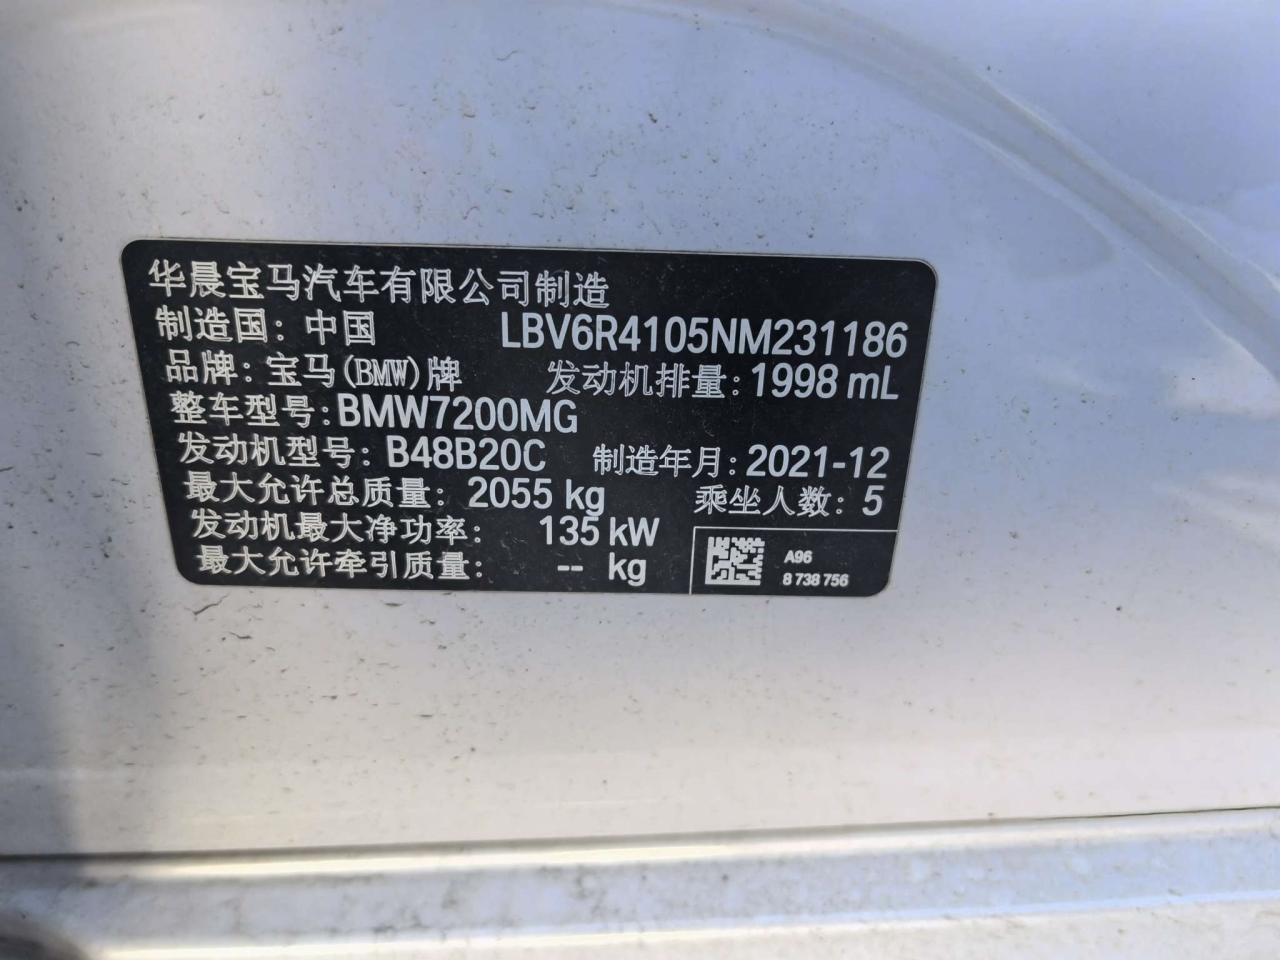 华晨宝马汽车有限公司制造
制造国：中国 LBV6R4105NM231186
品牌：宝马(BMW)牌 发动机排量：1998 mL
整车型号：BMW7200MG
发动机型号：B48B20C 制造年月：2021-12
最大允许总质量：2055 kg 乘坐人数：5
发动机最大净功率：135 kW
最大允许牵引质量：-- kg
A96
8 738 756